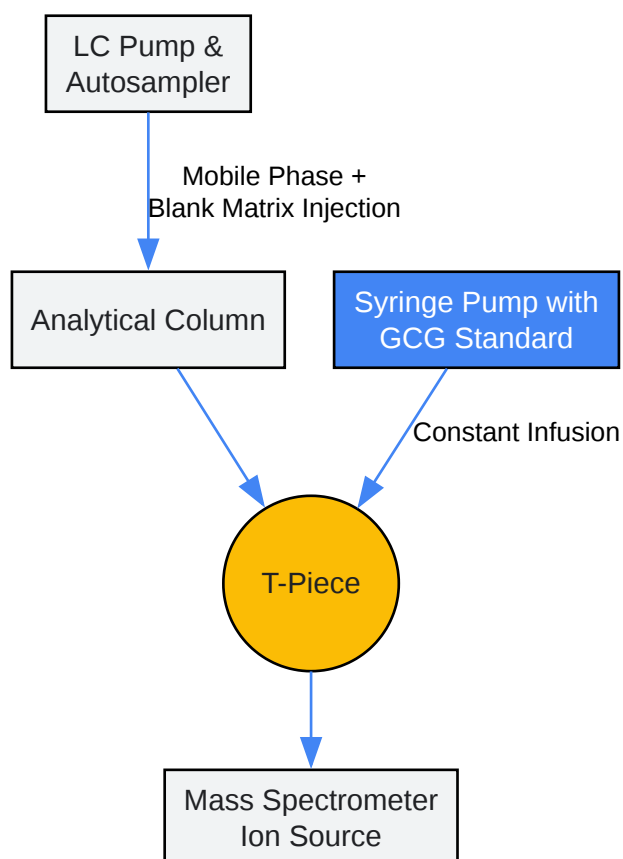 LC Pump &
Autosampler
Mobile Phase +
Blank Matrix Injection
Analytical Column
Syringe Pump with
GCG Standard
Constant Infusion
T-Piece
Mass Spectrometer
Ion Source